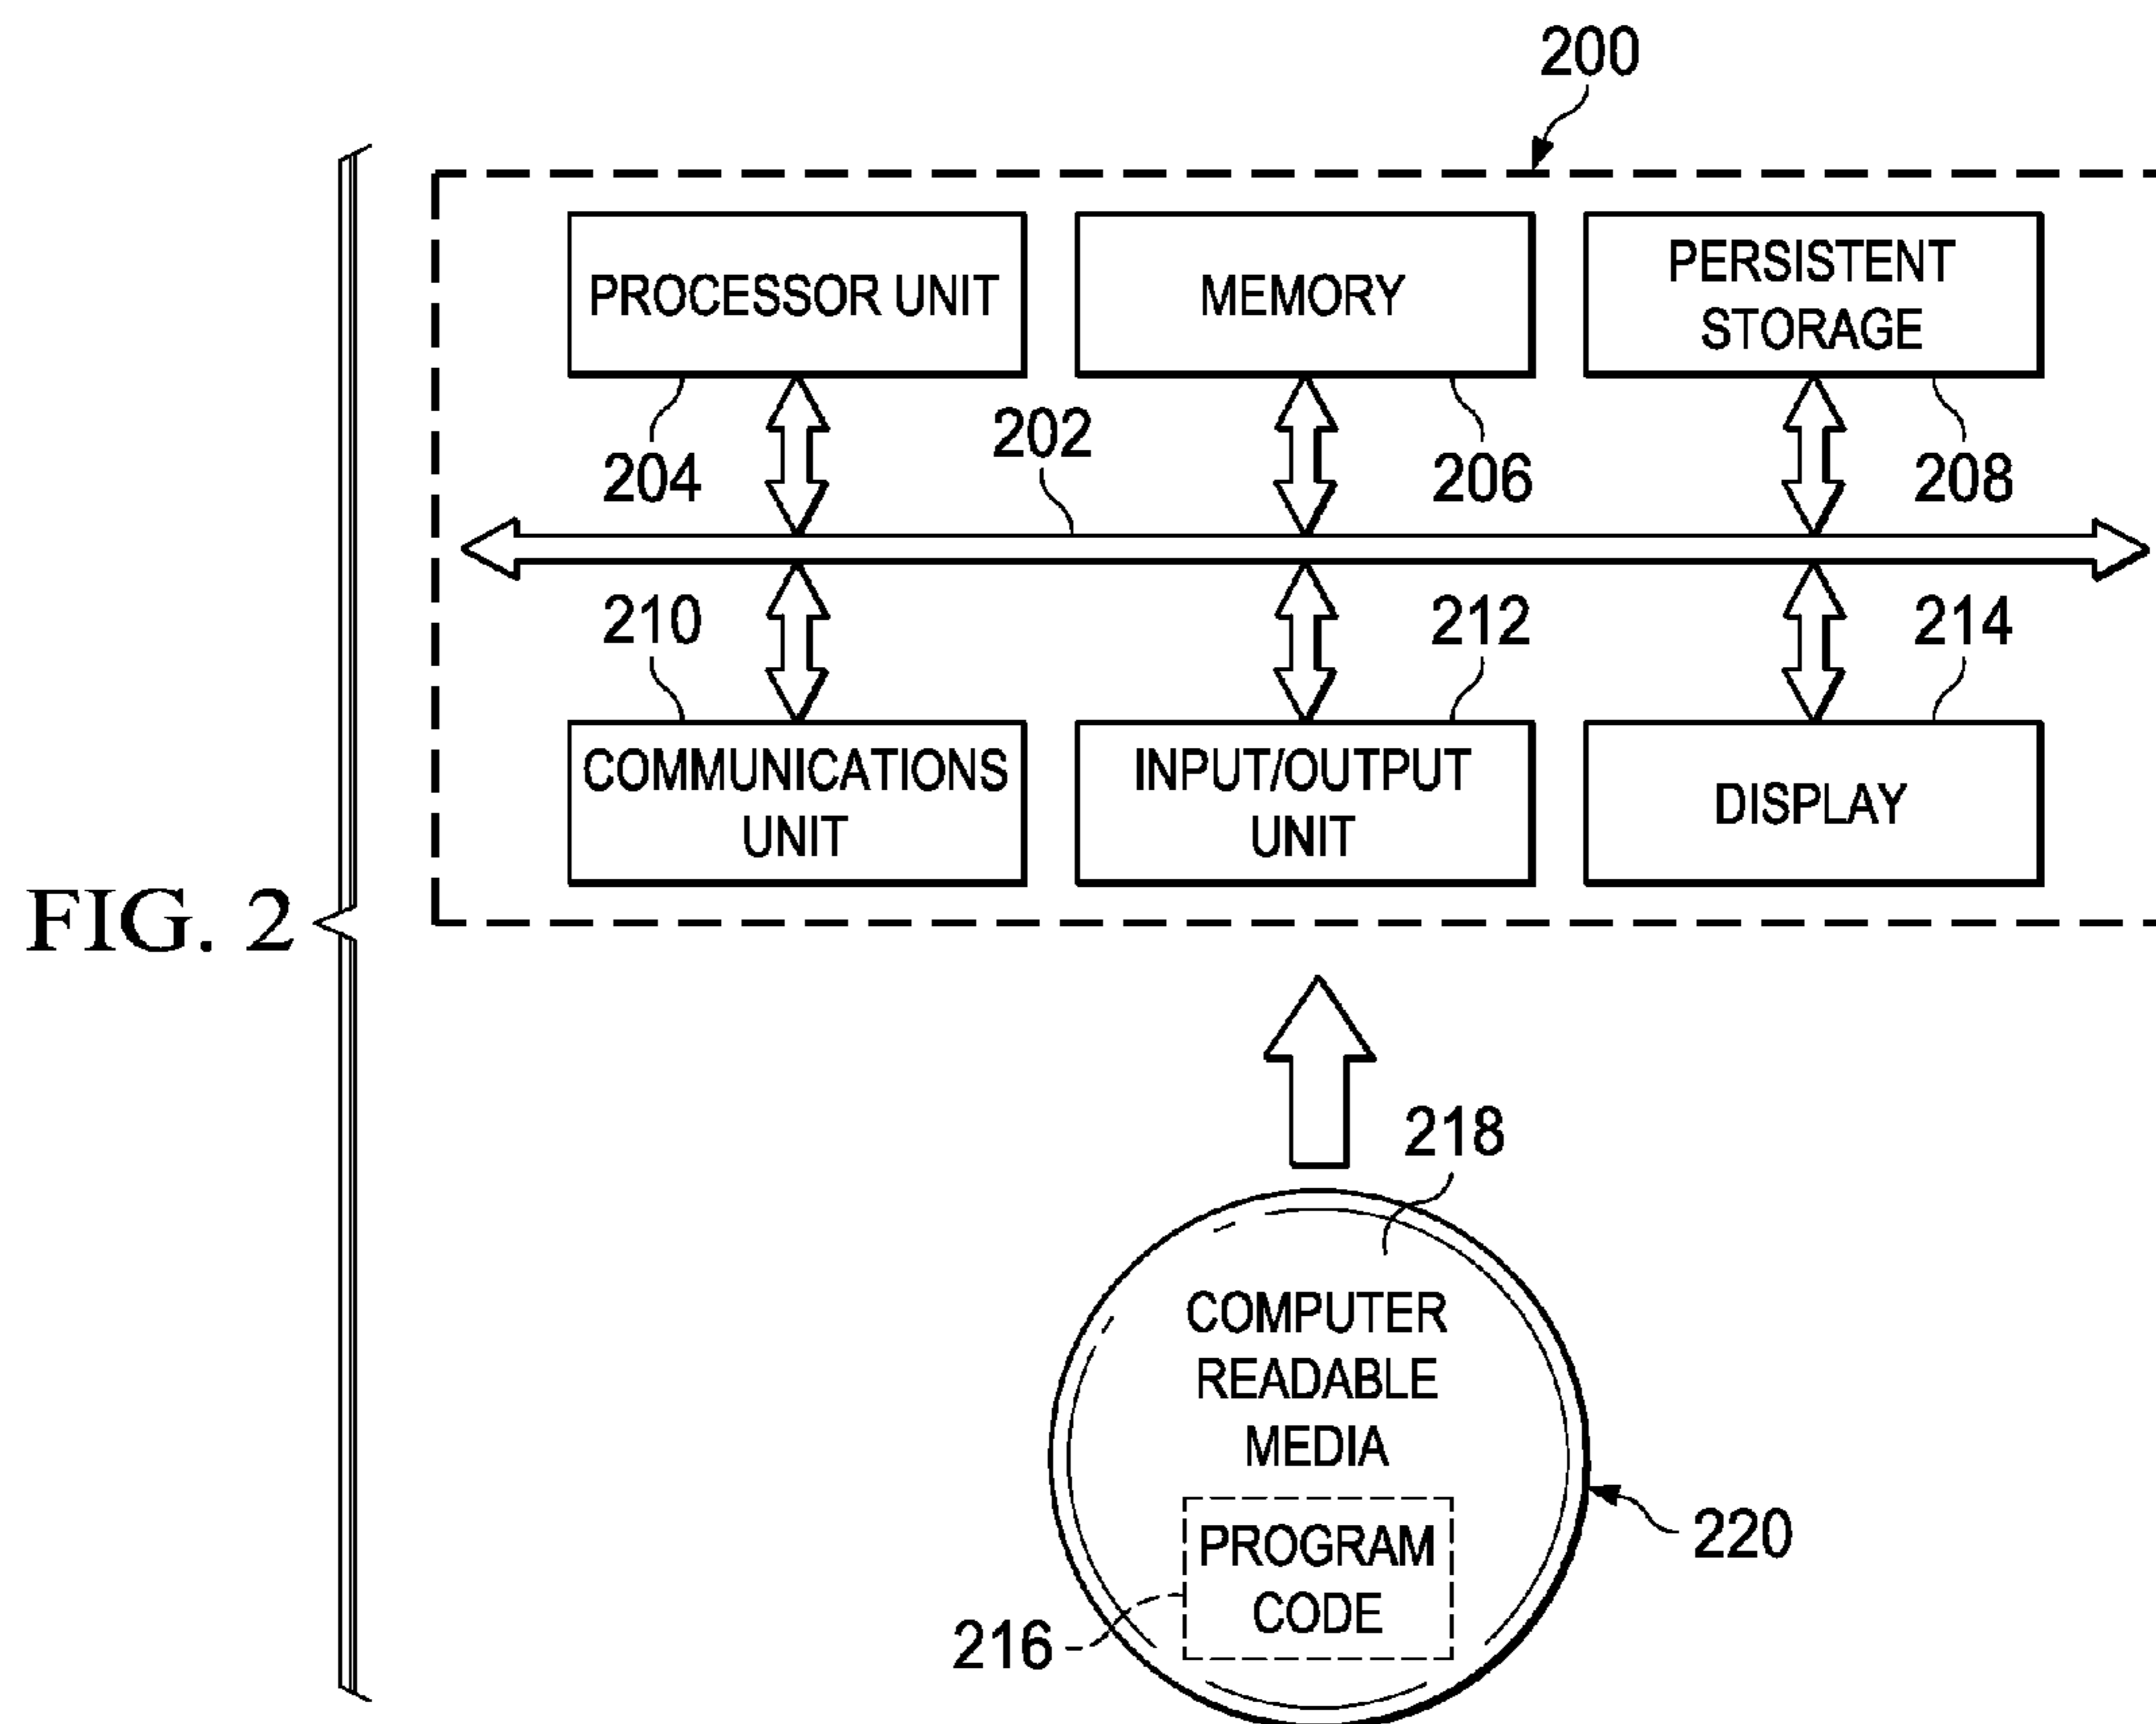 200
PROCESSOR UNIT
MEMORY
PERSISTENT
STORAGE
204
202
206
208
210
212
214
COMMUNICATIONS
UNIT
INPUT/OUTPUT
UNIT
DISPLAY
FIG. 2
218
COMPUTER
READABLE
MEDIA
PROGRAM
CODE
220
216